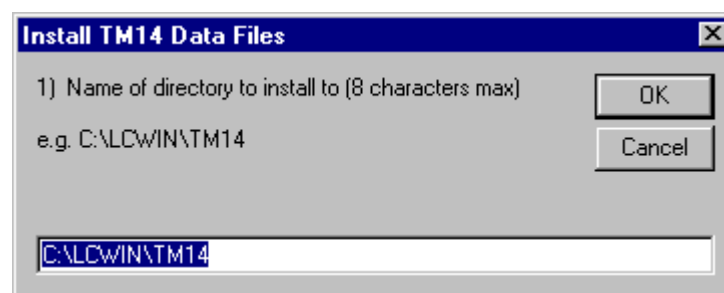 Install TM14 Data Files
1) Name of directory to install to (8 characters max)
OK
e.g. C:\LCWIN\TM14
Cancel
C:\LCWIN\TM14